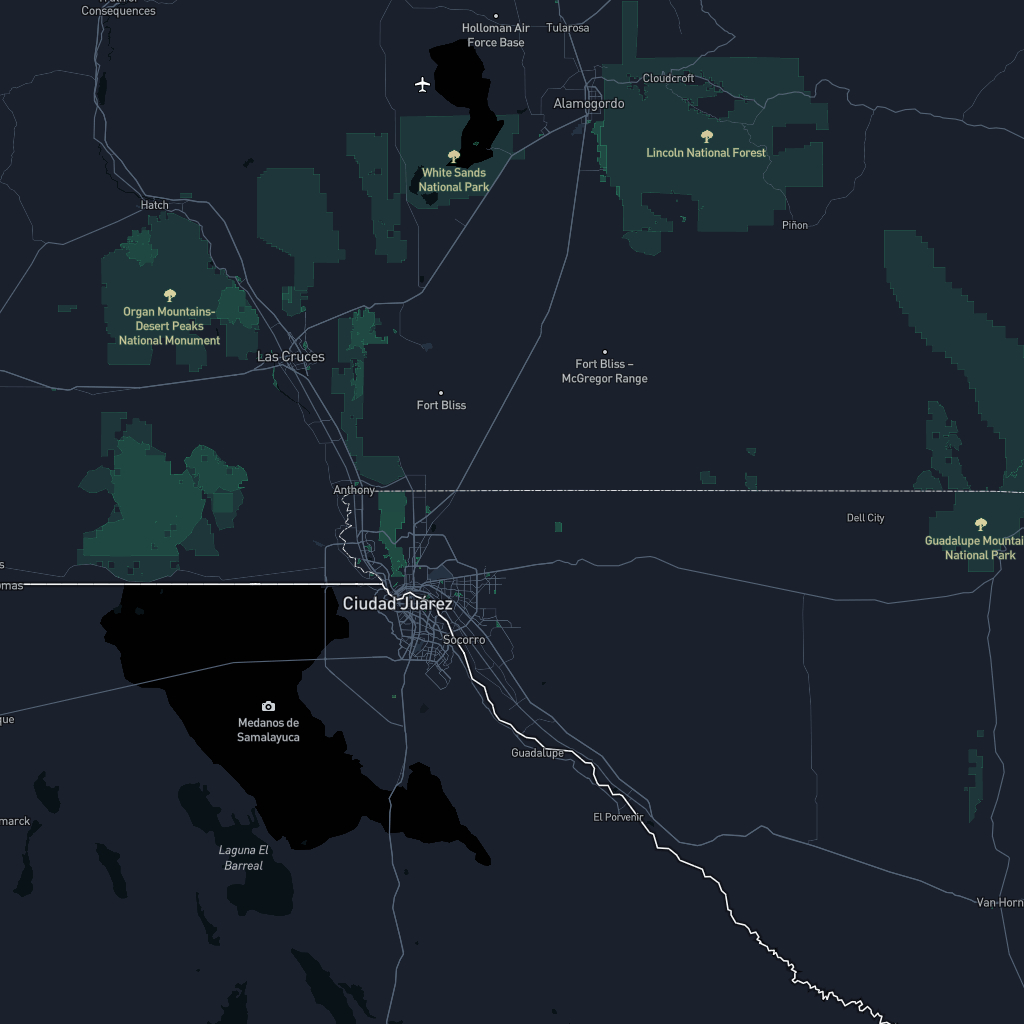 Consequences
Holloman Air
Force Base
Tularosa
Cloudcroft
Alamogordo
Lincoln National Forest
White Sands
National Park
Hatch
Piñon
Organ Mountains-
Desert Peaks
National Monument
Las Cruces
Fort Bliss –
McGregor Range
Fort Bliss
Anthony
Dell City
Guadalupe Mountai
National Park
s
omas
Ciudad Juárez
Socorro
que
Medanos de
Samalayuca
Guadalupe
El Porvenir
marck
Laguna El
Barreal
Van Horn